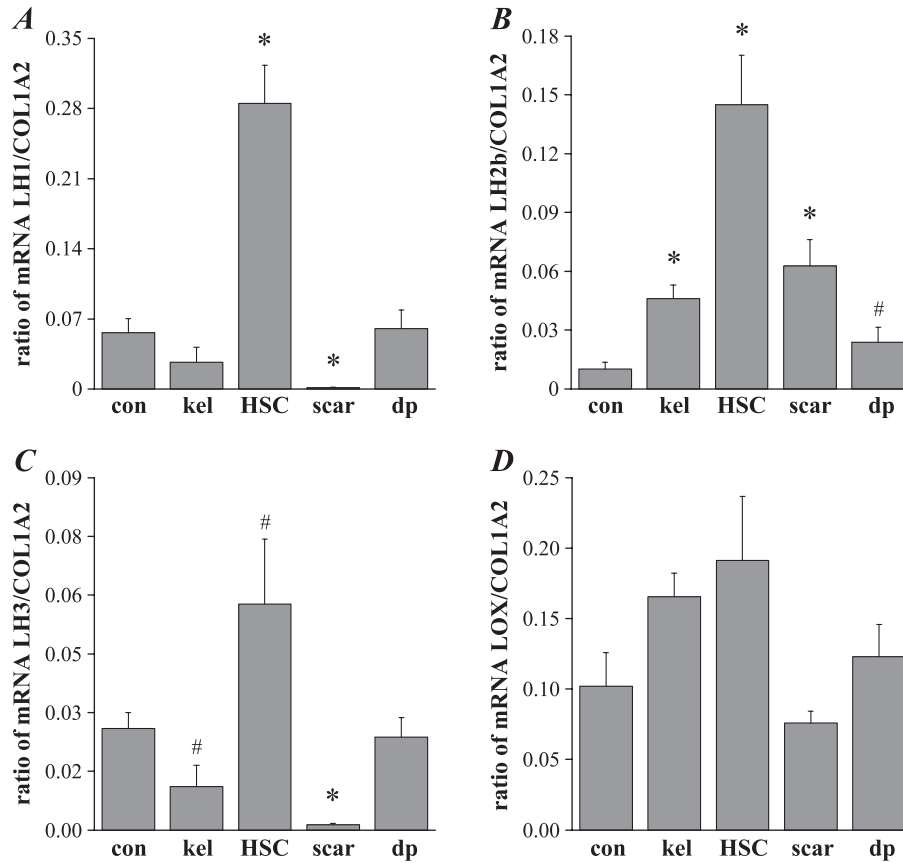 A
ratio of mRNA LH1/COL1A2
0.35
0.28
0.21
0.14
0.07
0
*
*
con kel HSC scar dp
B
ratio of mRNA LH2b/COL1A2
0.18
0.15
0.12
0.09
0.06
0.03
0
*
*
*
#
con kel HSC scar dp
C
ratio of mRNA LH3/COL1A2
0.09
0.08
0.06
0.05
0.03
0.02
0.00
#
#
*
con kel HSC scar dp
D
ratio of mRNA LOX/COL1A2
0.25
0.20
0.15
0.10
0.05
0.00
con kel HSC scar dp